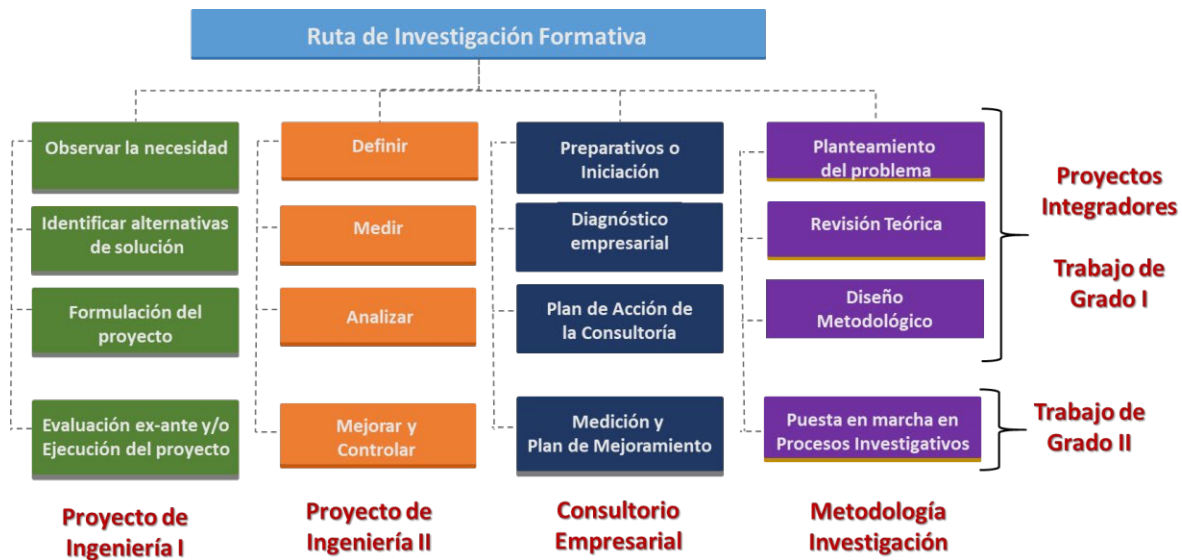 Ruta de Investigación Formativa
Observar la necesidad
Identificar alternativas
de solución
Formulación del
proyecto
Evaluación ex-ante y/o
Ejecución del proyecto
Proyecto de
Ingeniería I
Definir
Medir
Analizar
Mejorar y
Controlar
Proyecto de
Ingeniería II
Preparativos o
Iniciación
Diagnóstico
empresarial
Plan de Acción de
la Consultoría
Medición y
Plan de Mejoramiento
Consultorio
Empresarial
Planteamiento
del problema
Revisión Teórica
Diseño
Metodológico
Puesta en marcha en
Procesos Investigativos
Metodología
Investigación
Proyectos
Integradores
Trabajo de
Grado I
Trabajo de
Grado II